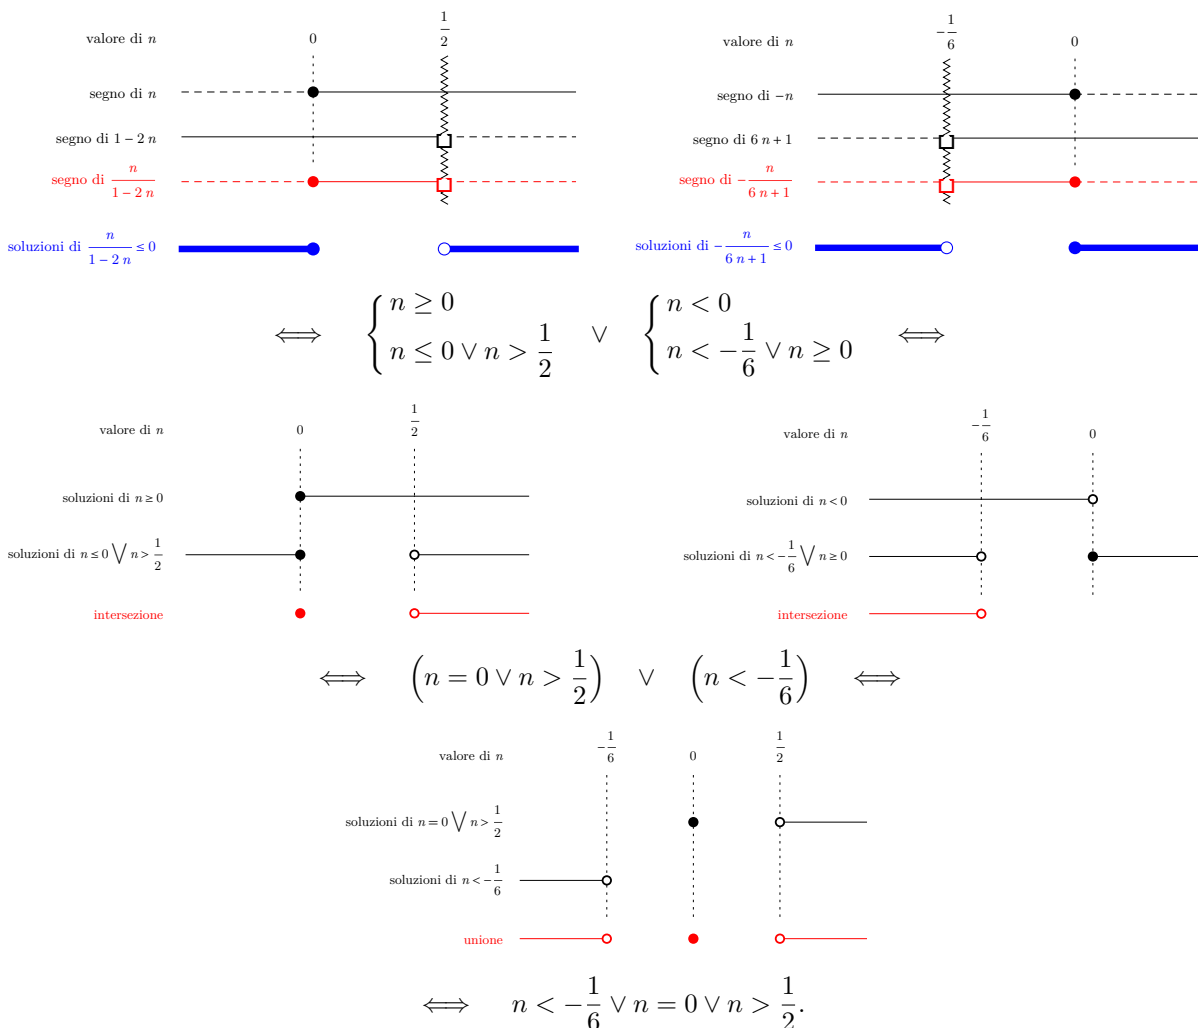 valore di n 0 1/2
segno di n
segno di 1 − 2 n
segno di n/(1 − 2 n)
soluzioni di n/(1 − 2 n) ≤ 0
valore di n −1/6 0
segno di −n
segno di 6 n + 1
segno di −n/(6 n + 1)
soluzioni di −n/(6 n + 1) ≤ 0
⟺ { n ≥ 0 ∨ { n < 0 ⟺
n ≤ 0 ∨ n > 1/2 n < −1/6 ∨ n ≥ 0
valore di n 0 1/2
soluzioni di n ≥ 0
soluzioni di n ≤ 0 ⋁ n > 1/2
intersezione
valore di n −1/6 0
soluzioni di n < 0
soluzioni di n < −1/6 ⋁ n ≥ 0
intersezione
⟺ (n = 0 ∨ n > 1/2) ∨ (n < −1/6) ⟺
valore di n −1/6 0 1/2
soluzioni di n = 0 ⋁ n > 1/2
soluzioni di n < −1/6
unione
⟺ n < −1/6 ∨ n = 0 ∨ n > 1/2.